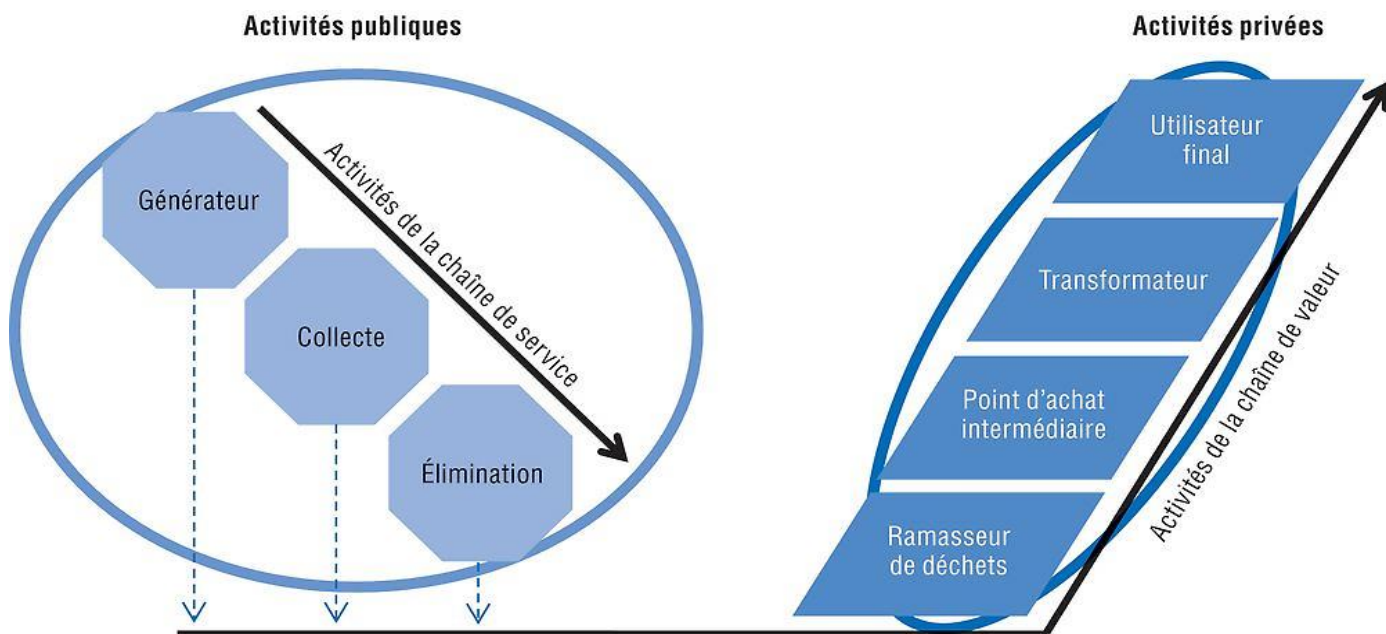 Activités publiques
Générateur
Collecte
Élimination
Activités de la chaîne de service
Activités privées
Utilisateur
final
Transformateur
Point d'achat
intermédiaire
Ramasseur
de déchets
Activités de la chaîne de valeur